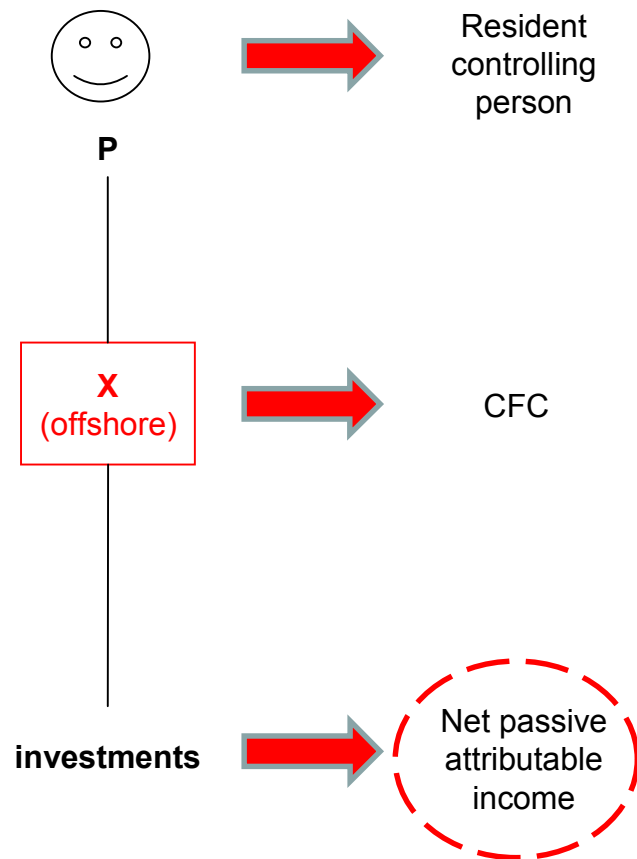 Resident
controlling
person
P
X
(offshore)
CFC
investments
Net passive
attributable
income